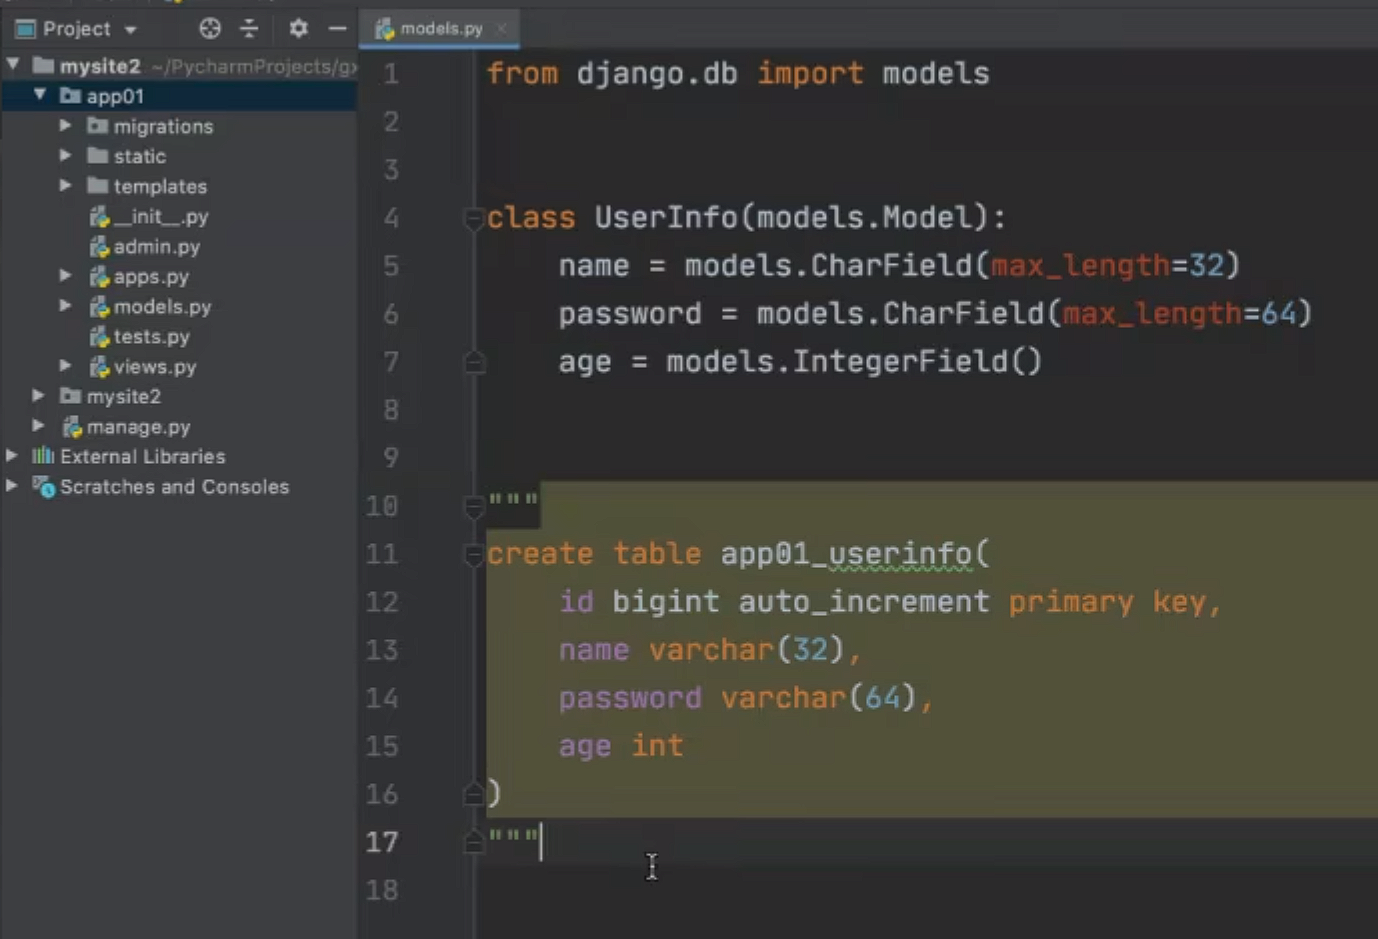 Project
models.py
mysite2 ~/PycharmProjects/g
app01
migrations
static
templates
__init__.py
admin.py
apps.py
models.py
tests.py
views.py
mysite2
manage.py
External Libraries
Scratches and Consoles
1 from django.db import models
2
3
4 class UserInfo(models.Model):
5 name = models.CharField(max_length=32)
6 password = models.CharField(max_length=64)
7 age = models.IntegerField()
8
9
10 """
11 create table app01_userinfo(
12 id bigint auto_increment primary key,
13 name varchar(32),
14 password varchar(64),
15 age int
16 )
17 """
18